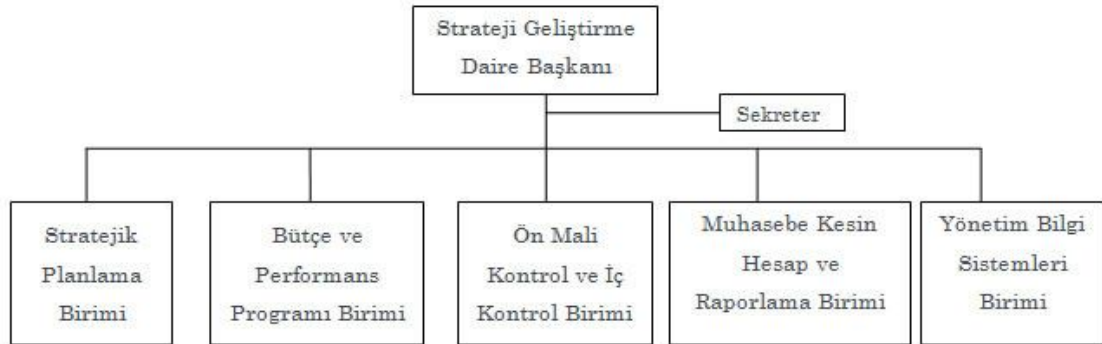 Strateji Geliştirme
Daire Başkanı
Sekreter
Stratejik
Planlama
Birimi
Bütçe ve
Performans
Programı Birimi
Ön Mali
Kontrol ve İç
Kontrol Birimi
Muhasebe Kesin
Hesap ve
Raporlama Birimi
Yönetim Bilgi
Sistemleri
Birimi